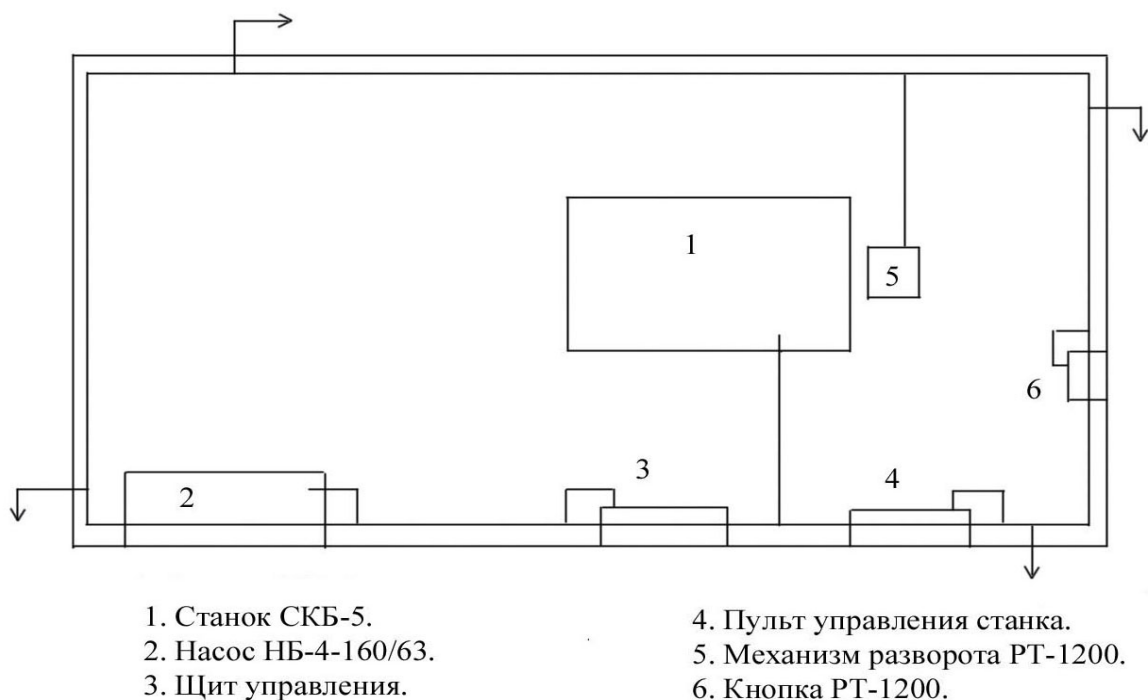 1
5
6
3
2
4
1. Станок СКБ-5.
2. Насос НБ-4-160/63.
3. Щит управления.
4. Пульт управления станка.
5. Механизм разворота РТ-1200.
6. Кнопка РТ-1200.